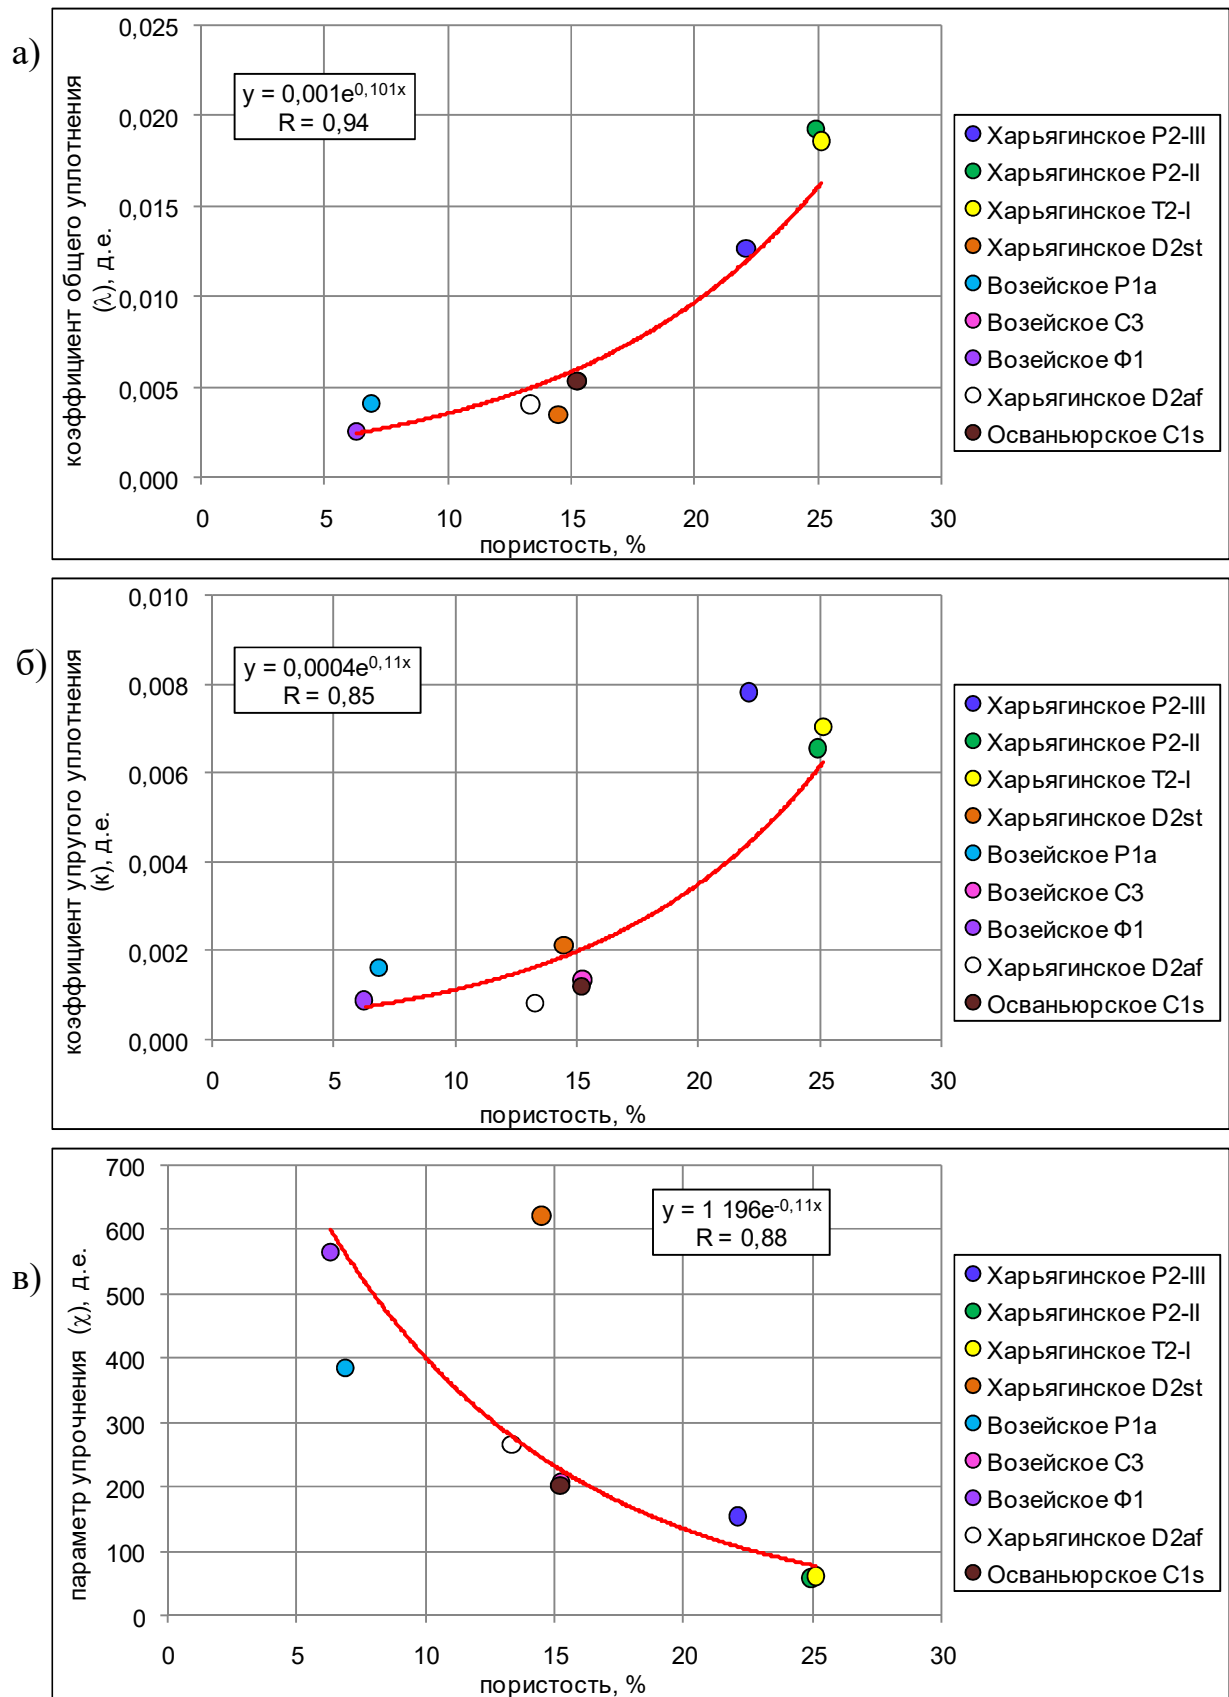 а)
коэффициент общего уплотнения
(λ), д.е.
0,025
0,020
0,015
0,010
0,005
0,000
y = 0,001e^0,101x
R = 0,94
0 5 10 15 20 25 30
пористость, %
Харьягинское P2-III
Харьягинское P2-II
Харьягинское T2-I
Харьягинское D2st
Возейское P1a
Возейское C3
Возейское Ф1
Харьягинское D2af
Осваньюрское C1s
б)
коэффициент упругого уплотнения
(κ), д.е.
0,010
0,008
0,006
0,004
0,002
0,000
y = 0,0004e^0,11x
R = 0,85
0 5 10 15 20 25 30
пористость, %
Харьягинское P2-III
Харьягинское P2-II
Харьягинское T2-I
Харьягинское D2st
Возейское P1a
Возейское C3
Возейское Ф1
Харьягинское D2af
Осваньюрское C1s
в)
параметр упрочнения (χ), д.е.
700
600
500
400
300
200
100
0
y = 1 196e^-0,11x
R = 0,88
0 5 10 15 20 25 30
пористость, %
Харьягинское P2-III
Харьягинское P2-II
Харьягинское T2-I
Харьягинское D2st
Возейское P1a
Возейское C3
Возейское Ф1
Харьягинское D2af
Осваньюрское C1s